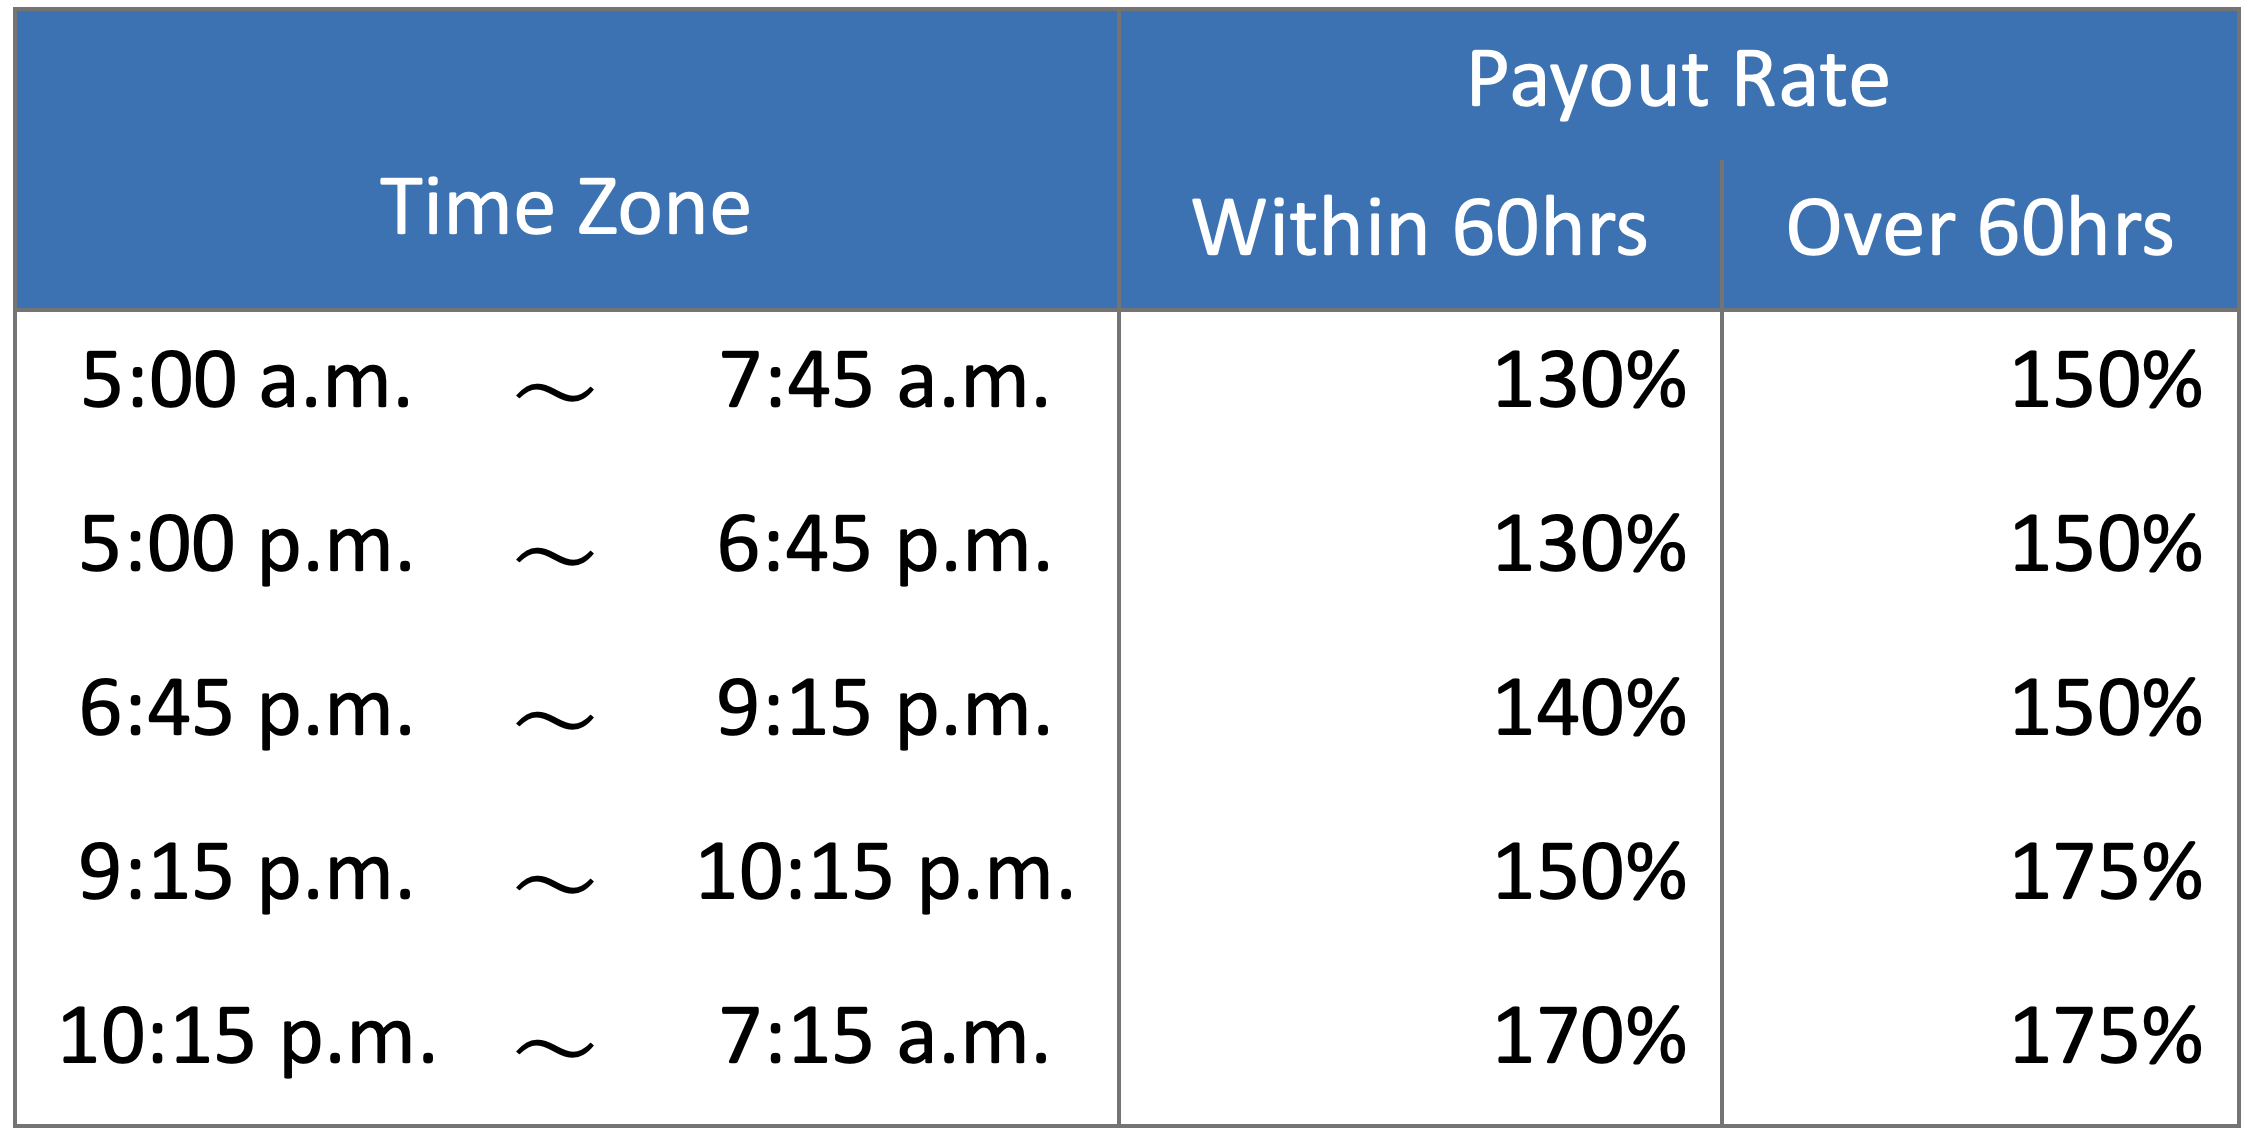 Payout Rate
Time Zone
Within 60hrs Over 60hrs
5:00 a.m. ~ 7:45 a.m. 130% 150%
5:00 p.m. ~ 6:45 p.m. 130% 150%
6:45 p.m. ~ 9:15 p.m. 140% 150%
9:15 p.m. ~ 10:15 p.m. 150% 175%
10:15 p.m. ~ 7:15 a.m. 170% 175%